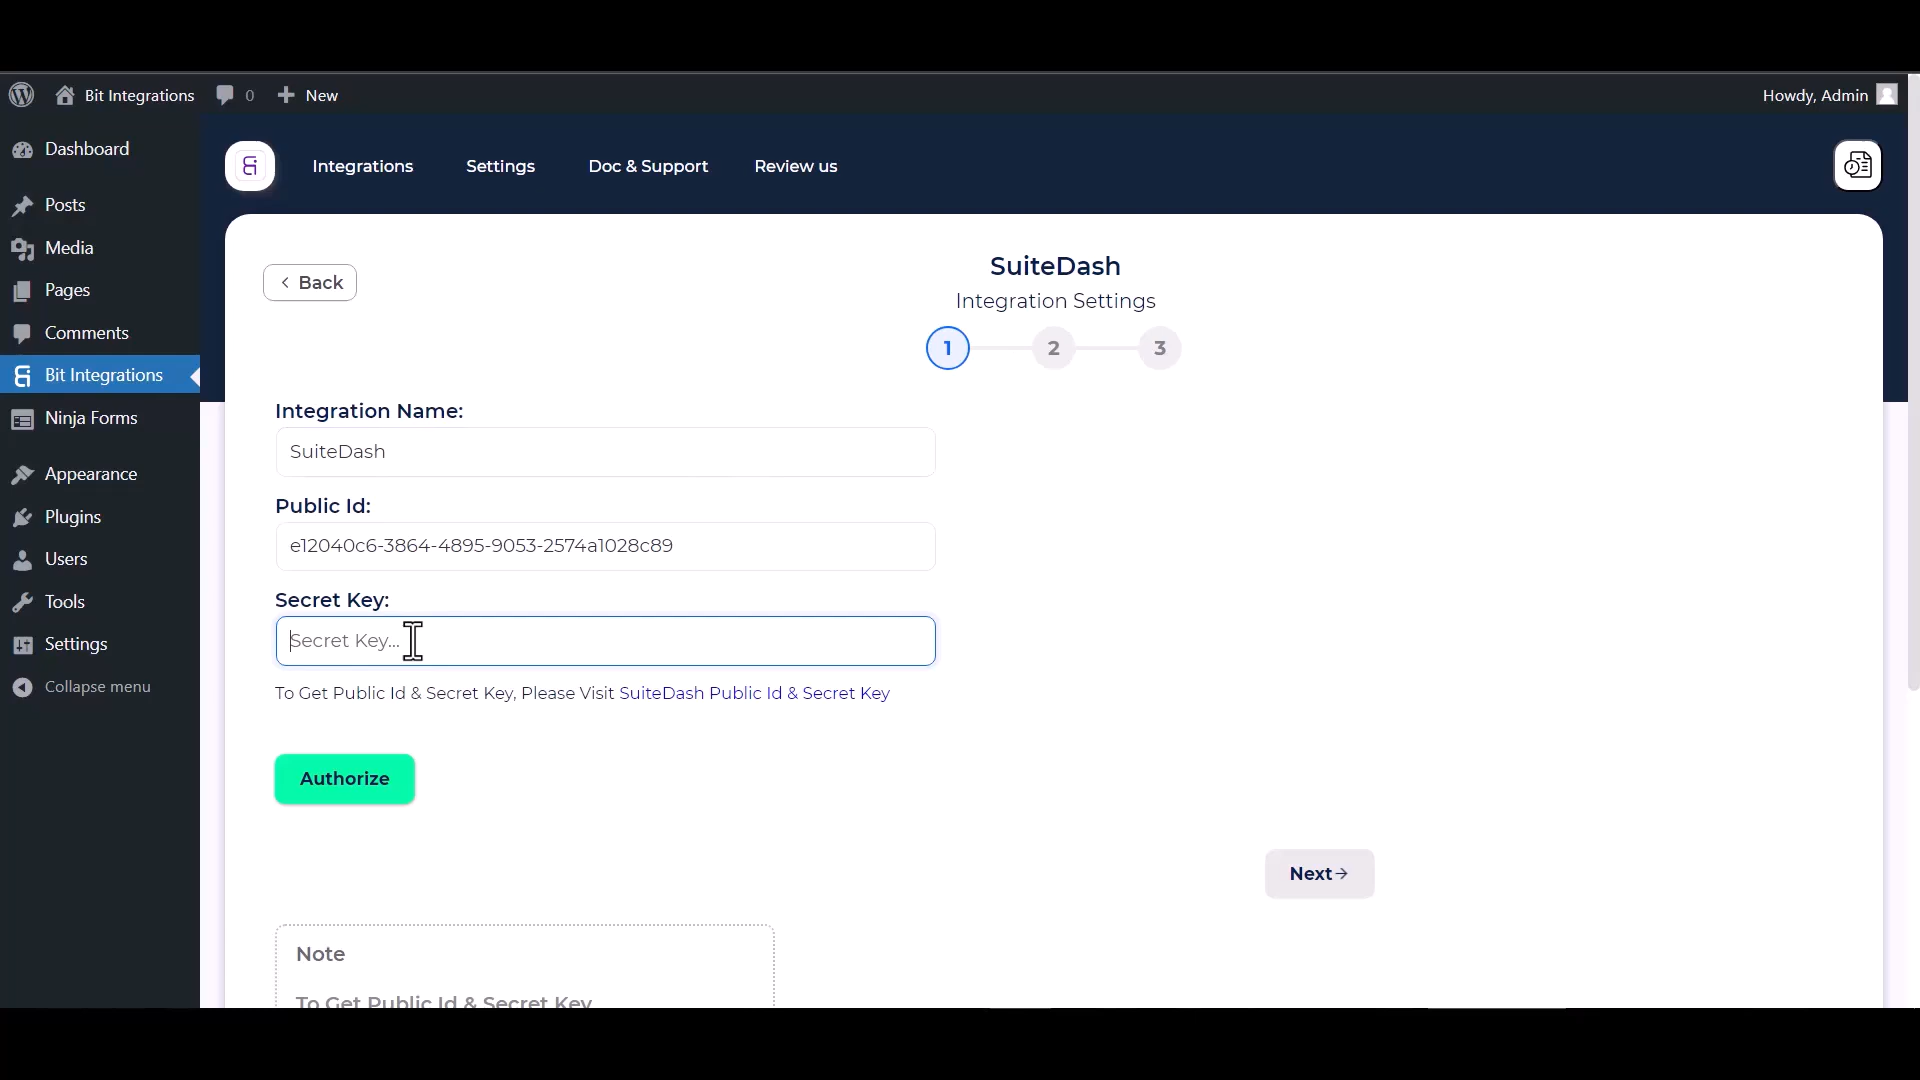 Bit Integrations
0
New
Howdy, Admin
Dashboard
Posts
Media
Pages
Comments
Bit Integrations
Ninja Forms
Appearance
Plugins
Users
Tools
Settings
Collapse menu
Integrations
Settings
Doc & Support
Review us
Back
SuiteDash
Integration Settings
1
2
3
Integration Name:
SuiteDash
Public Id:
e12040c6-3864-4895-9053-2574a1028c89
Secret Key:
Secret Key...
To Get Public Id & Secret Key, Please Visit SuiteDash Public Id & Secret Key
Authorize
Next
Note
To Get Public Id & Secret Key